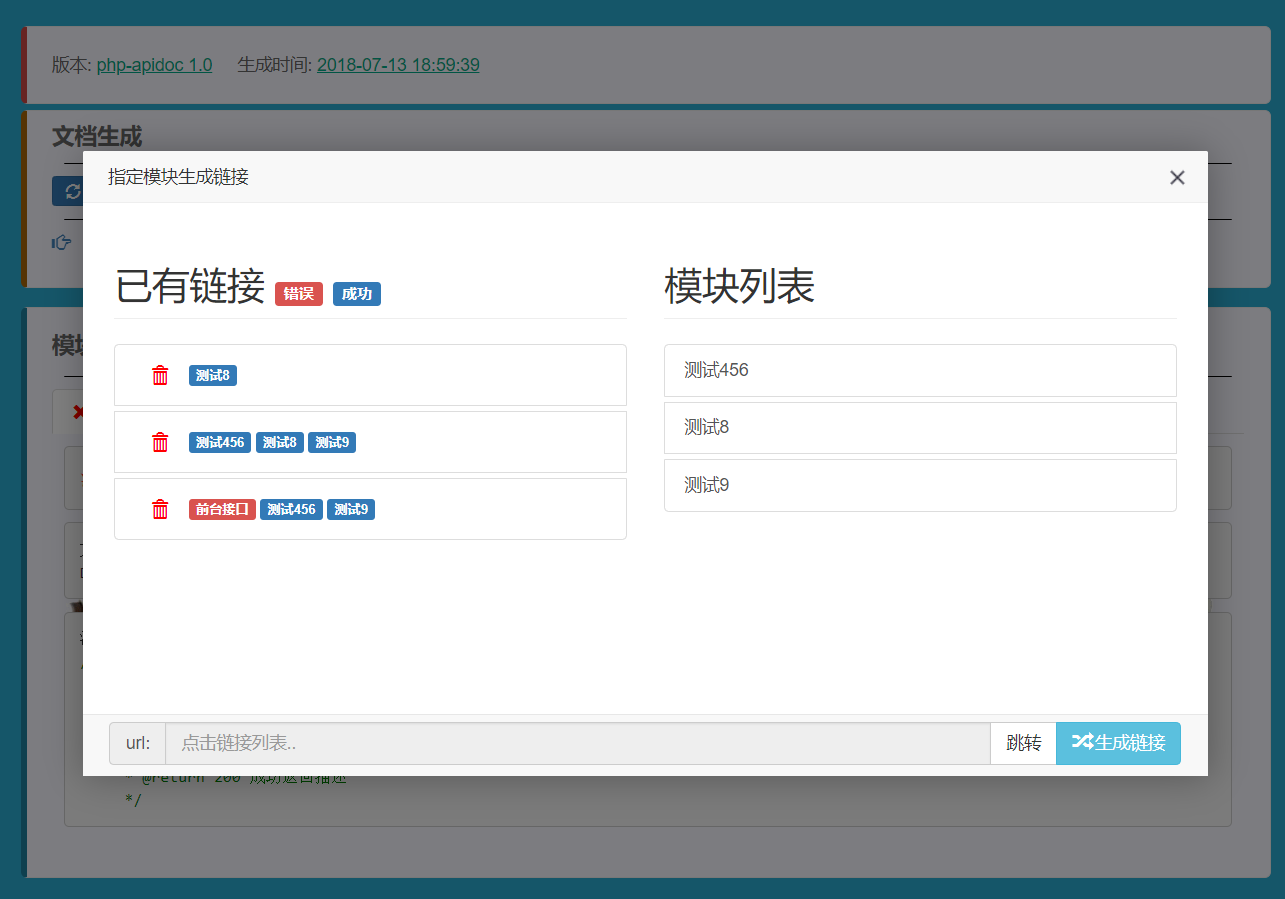 版本: php-apidoc 1.0 生成时间: 2018-07-13 18:59:39
文档生成
指定模块生成链接
已有链接 错误 成功
测试8
测试456 测试8 测试9
前台接口 测试456 测试9
模块列表
测试456
测试8
测试9
url: 点击链接列表.. 跳转 生成链接
* @return 200 成功返回描述
*/